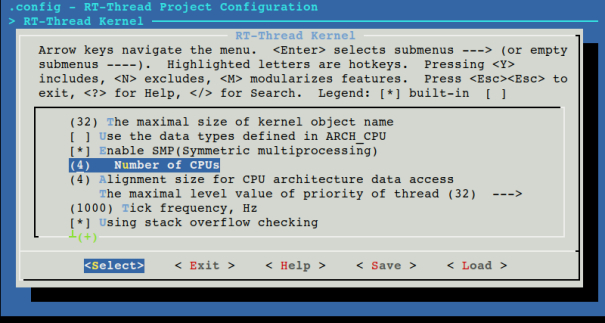 .config - RT-Thread Project Configuration
> RT-Thread Kernel
RT-Thread Kernel
Arrow keys navigate the menu.  <Enter> selects submenus ---> (or empty
submenus ----).  Highlighted letters are hotkeys.  Pressing <Y>
includes, <N> excludes, <M> modularizes features.  Press <Esc><Esc> to
exit, <?> for Help, </> for Search.  Legend: [*] built-in  [ ]
(32) The maximal size of kernel object name
[ ] Use the data types defined in ARCH_CPU
[*] Enable SMP(Symmetric multiprocessing)
(4)   Number of CPUs
(4) Alignment size for CPU architecture data access
The maximal level value of priority of thread (32)  --->
(1000) Tick frequency, Hz
[*] Using stack overflow checking
┴(+)
<Select>    < Exit >    < Help >    < Save >    < Load >